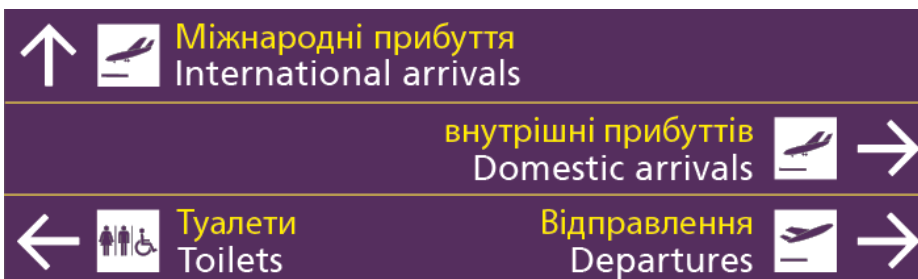 Міжнародні прибуття
International arrivals
внутрішні прибуттів
Domestic arrivals
Туалети
Toilets
Відправлення
Departures